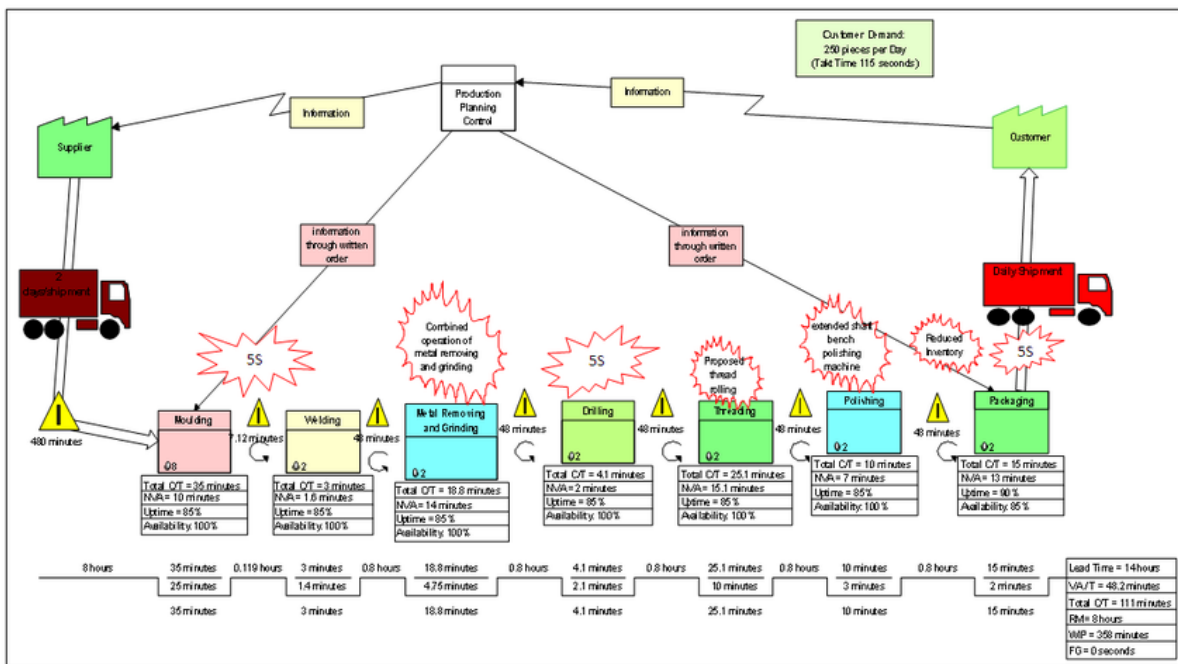 Customer Demand:
250 pieces per Day
(Takt Time 115 seconds)
Information
Production
Planning
Control
Information
Supplier
Customer
information
through written
order
information
through written
order
2
days/shipment
Daily Shipment
5S
Combined
operation of
metal removing
and grinding
5S
Proposed
thread
rolling
extended shaft
bench
polishing
machine
Reduced
Inventory
5S
480 minutes
Moulding
8
7.12 minutes
Welding
2
48 minutes
Metal Removing
and Grinding
2
48 minutes
Drilling
2
48 minutes
Threading
2
48 minutes
Polishing
2
48 minutes
Packaging
2
Total C/T = 35 minutes
NVA = 10 minutes
Uptime = 85%
Availability: 100%
Total C/T = 3 minutes
NVA = 1.6 minutes
Uptime = 85%
Availability: 100%
Total C/T = 18.8 minutes
NVA = 14 minutes
Uptime = 85%
Availability: 100%
Total C/T = 4.1 minutes
NVA = 2 minutes
Uptime = 85%
Availability: 100%
Total C/T = 25.1 minutes
NVA = 15.1 minutes
Uptime = 85%
Availability: 100%
Total C/T = 10 minutes
NVA = 7 minutes
Uptime = 85%
Availability: 100%
Total C/T = 15 minutes
NVA = 13 minutes
Uptime = 90%
Availability: 85%
8 hours
35 minutes
0.119 hours
3 minutes
0.8 hours
18.8 minutes
0.8 hours
4.1 minutes
0.8 hours
25.1 minutes
0.8 hours
10 minutes
0.8 hours
15 minutes
25 minutes
1.4 minutes
4.75 minutes
2.1 minutes
10 minutes
3 minutes
2 minutes
35 minutes
3 minutes
18.8 minutes
4.1 minutes
25.1 minutes
10 minutes
15 minutes
Lead Time = 14 hours
VA/T = 48.2 minutes
Total C/T = 111 minutes
RM = 8 hours
WIP = 358 minutes
FG = 0 seconds